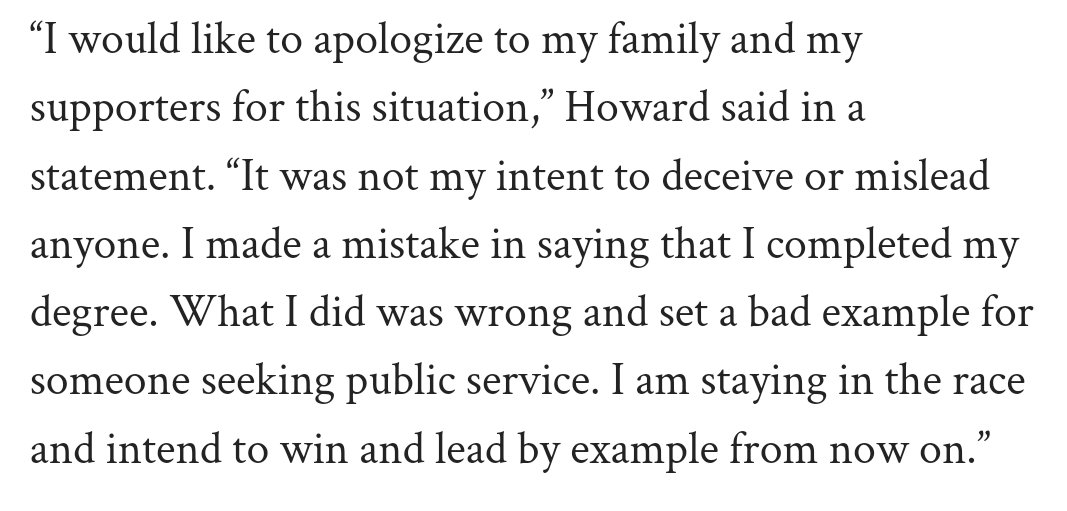 “I would like to apologize to my family and my
supporters for this situation,” Howard said in a
statement. “It was not my intent to deceive or mislead
anyone. I made a mistake in saying that I completed my
degree. What I did was wrong and set a bad example for
someone seeking public service. I am staying in the race
and intend to win and lead by example from now on.”